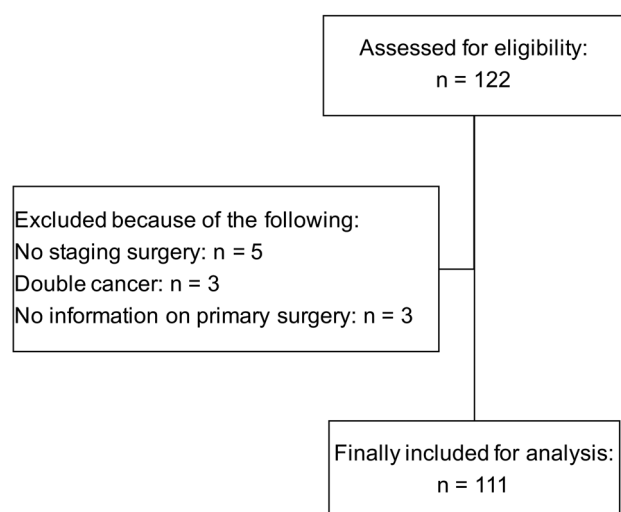 Assessed for eligibility:
n = 122
Excluded because of the following:
No staging surgery: n = 5
Double cancer: n = 3
No information on primary surgery: n = 3
Finally included for analysis:
n = 111